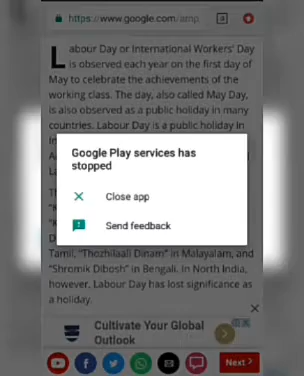 https://www.google.com/amp
Labour Day or International Workers' Day
is observed each year on the first day of
May to celebrate the achievements of the
working class. The day, also called May Day,
is also observed as a public holiday in many
countries. Labour Day is a public holiday in
Google Play services has
stopped
Close app
Send feedback
Tamil, "Thozhilaali Dinam" in Malayalam, and
"Shromik Dibosh" in Bengali. In North India,
however, Labour Day has lost significance as
a holiday.
Cultivate Your Global
Outlook
Next >